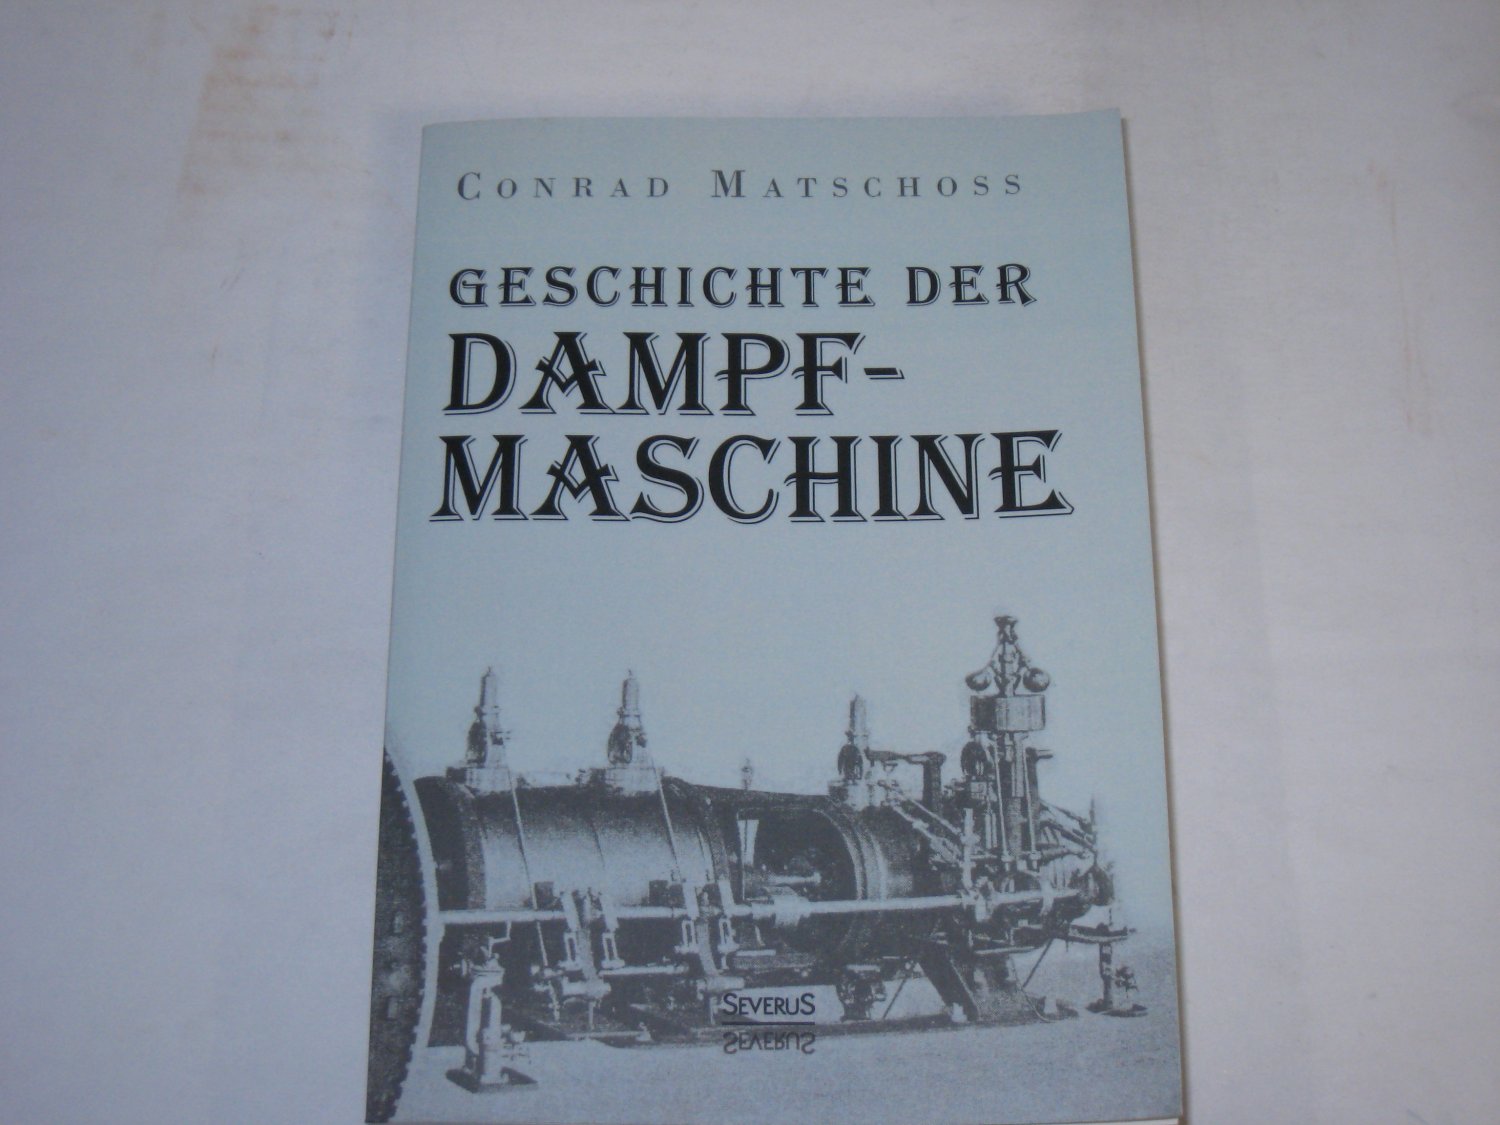 CONRAD MATSCHOSS
GESCHICHTE DER
DAMPF-
MASCHINE
SEVERUS
SEVERUS